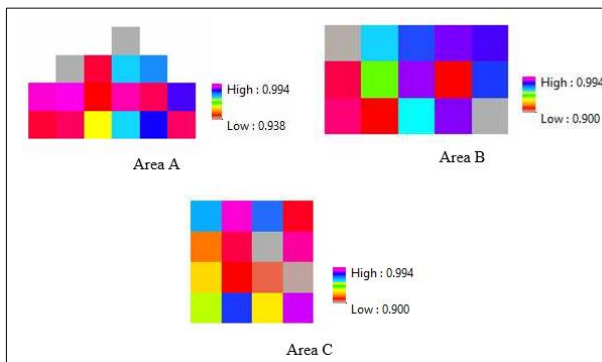 High : 0.994
Low : 0.938
Area A
High : 0.994
Low : 0.900
Area B
High : 0.994
Low : 0.900
Area C